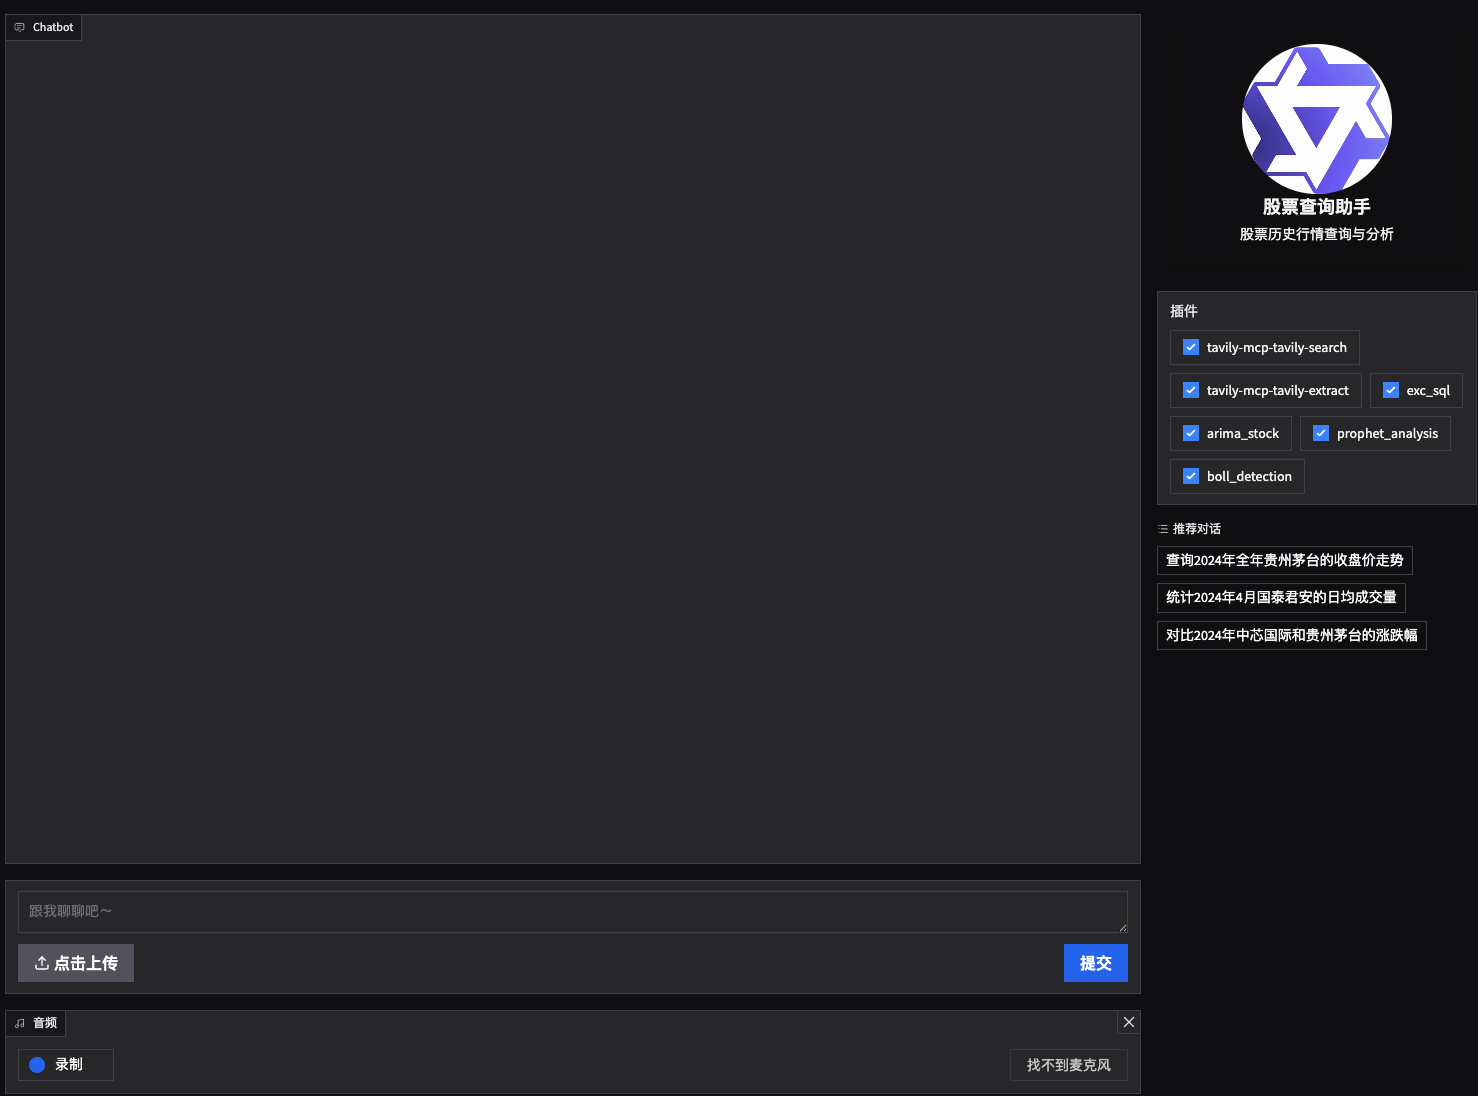 Chatbot
股票查询助手
股票历史行情查询与分析
插件
tavily-mcp-tavily-search
tavily-mcp-tavily-extract
exc_sql
arima_stock
prophet_analysis
boll_detection
推荐对话
查询2024年全年贵州茅台的收盘价走势
统计2024年4月国泰君安的日均成交量
对比2024年中芯国际和贵州茅台的涨跌幅
跟我聊聊吧～
点击上传
提交
音频
录制
找不到麦克风